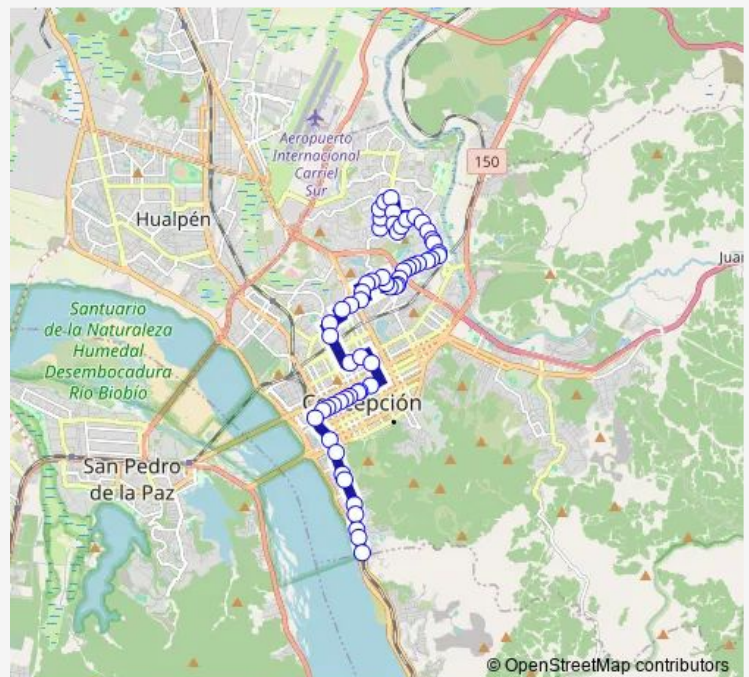 Aeropuerto
Internacional
Carriel
Sur
150
Hualpén
Santuario
de la Naturaleza
Humedal
Desembocadura
Río Biobío
Concepción
San Pedro
de la Paz
© OpenStreetMap contributors